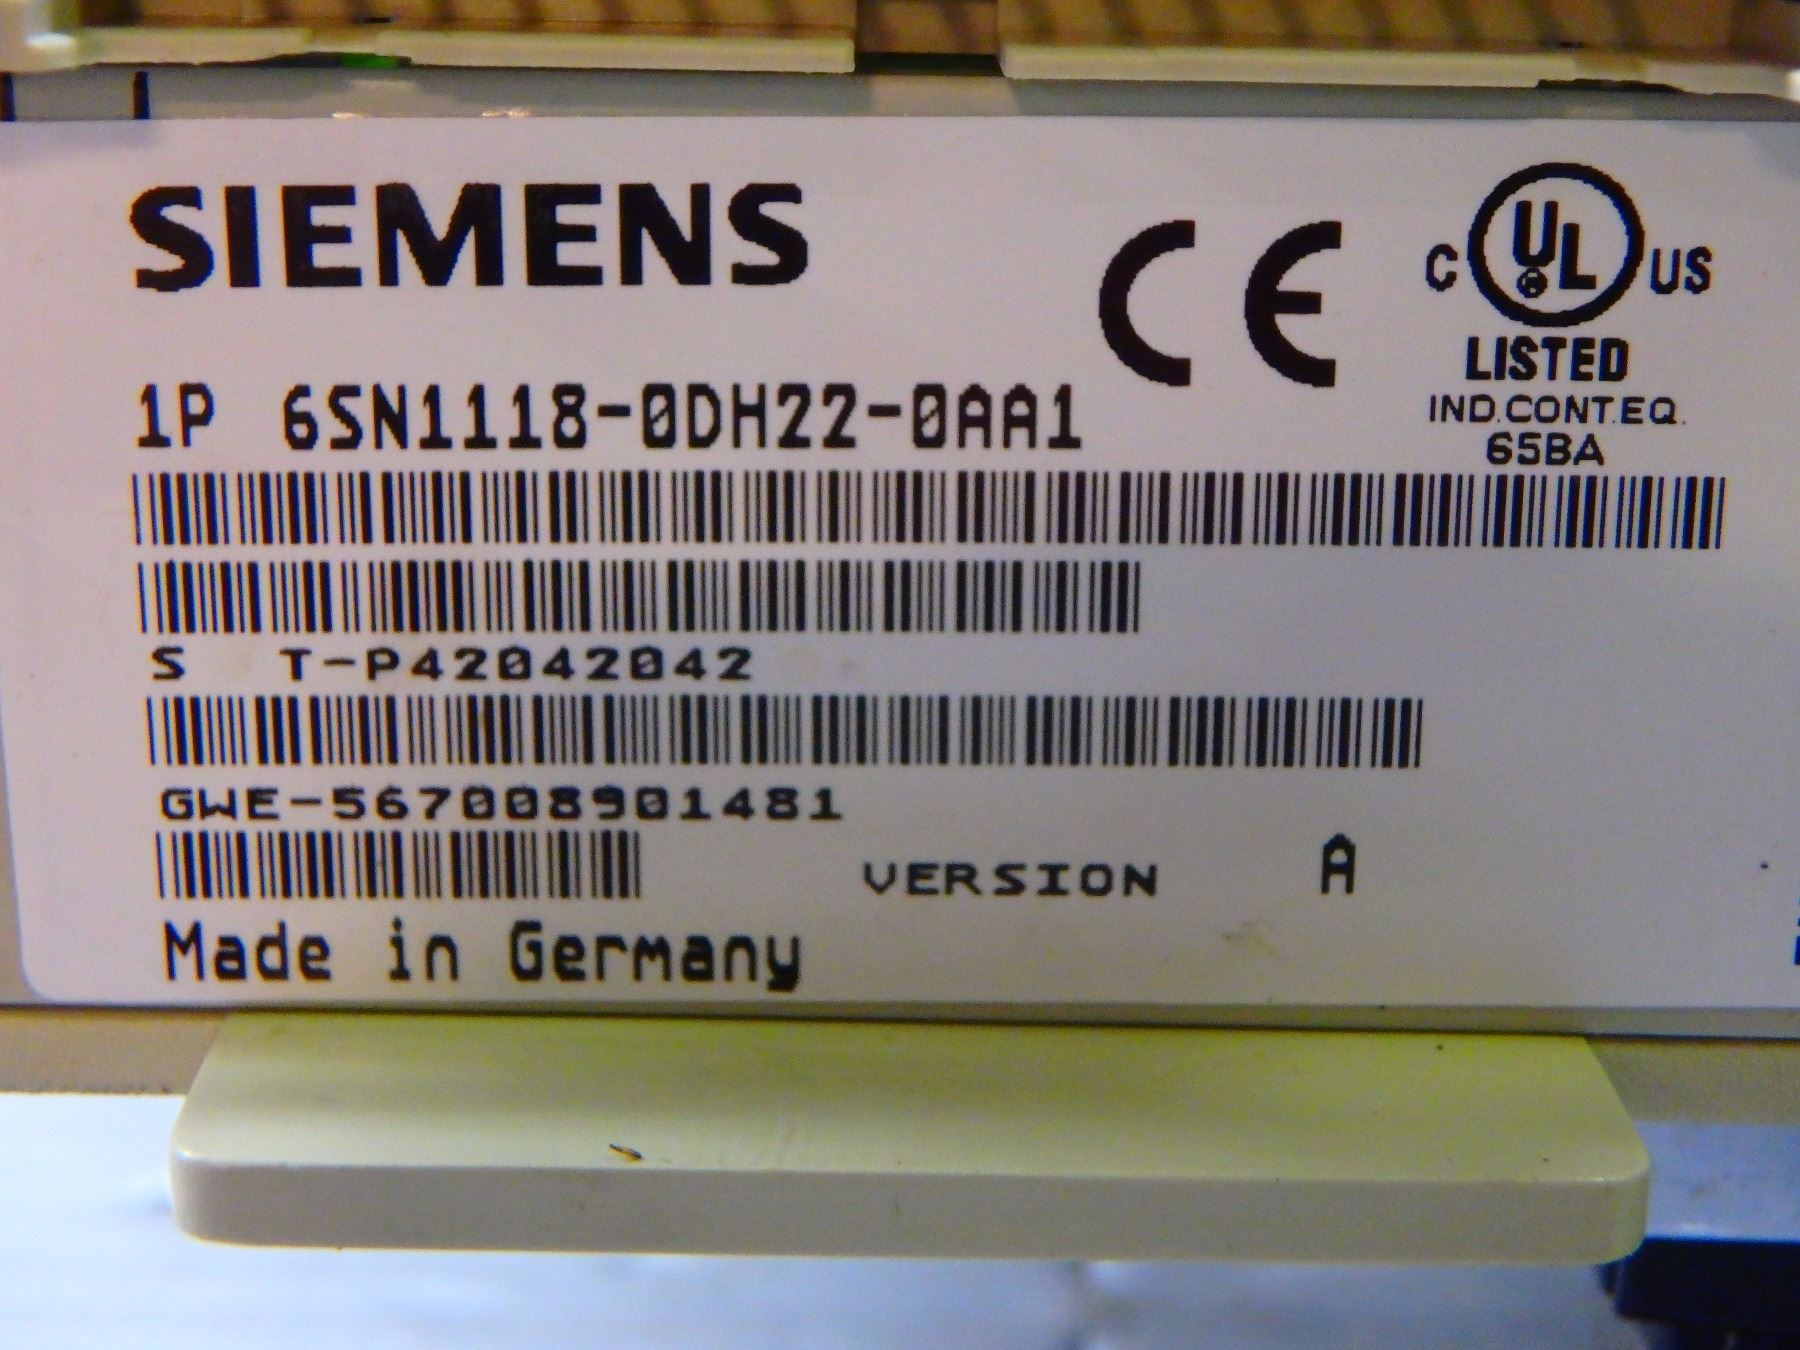 SIEMENS
CE
C UL US
LISTED
IND.CONT.EQ.
65BA
1P 6SN1118-0DH22-0AA1
S T-P42042042
GWE-567008901481
VERSION A
Made in Germany